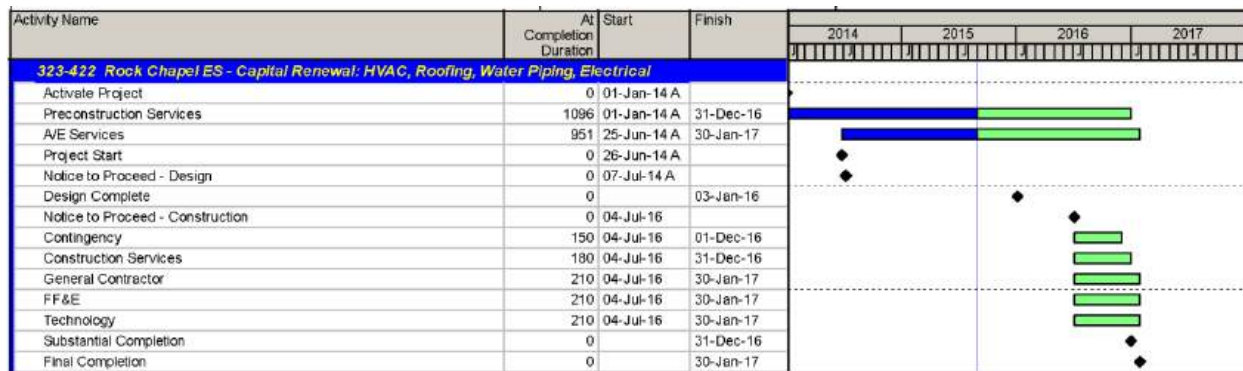 Activity Name At Completion Duration Start Finish
2014 2015 2016 2017
J J J J J J J J
323-422 Rock Chapel ES - Capital Renewal: HVAC, Roofing, Water Piping, Electrical
Activate Project 0 01-Jan-14 A
Preconstruction Services 1096 01-Jan-14 A 31-Dec-16
A/E Services 951 25-Jun-14 A 30-Jan-17
Project Start 0 26-Jun-14 A
Notice to Proceed - Design 0 07-Jul-14 A
Design Complete 0 03-Jan-16
Notice to Proceed - Construction 0 04-Jul-16
Contingency 150 04-Jul-16 01-Dec-16
Construction Services 180 04-Jul-16 31-Dec-16
General Contractor 210 04-Jul-16 30-Jan-17
FF&E 210 04-Jul-16 30-Jan-17
Technology 210 04-Jul-16 30-Jan-17
Substantial Completion 0 31-Dec-16
Final Completion 0 30-Jan-17